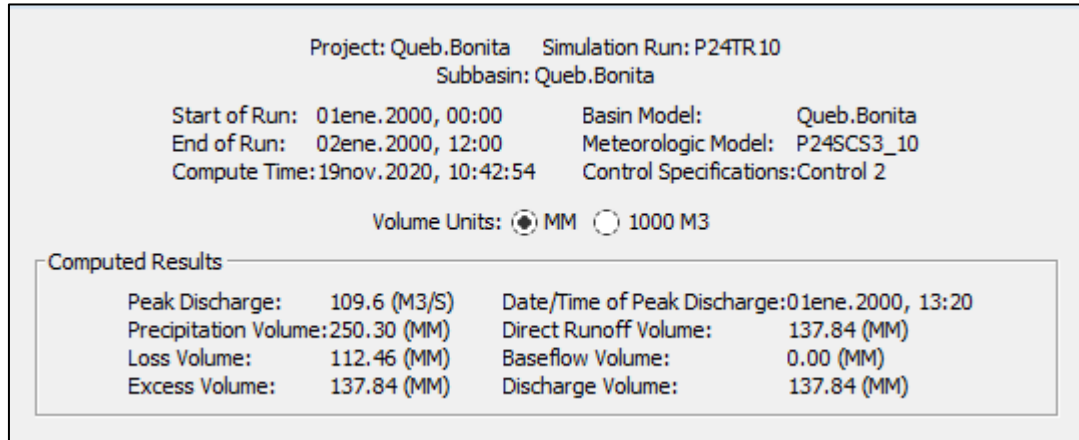 Project: Queb.Bonita Simulation Run: P24TR10
Subbasin: Queb.Bonita
Start of Run: 01ene.2000, 00:00 Basin Model: Queb.Bonita
End of Run: 02ene.2000, 12:00 Meteorologic Model: P24SCS3_10
Compute Time:19nov.2020, 10:42:54 Control Specifications:Control 2
Volume Units: MM 1000 M3
Computed Results
Peak Discharge: 109.6 (M3/S) Date/Time of Peak Discharge:01ene.2000, 13:20
Precipitation Volume:250.30 (MM) Direct Runoff Volume: 137.84 (MM)
Loss Volume: 112.46 (MM) Baseflow Volume: 0.00 (MM)
Excess Volume: 137.84 (MM) Discharge Volume: 137.84 (MM)